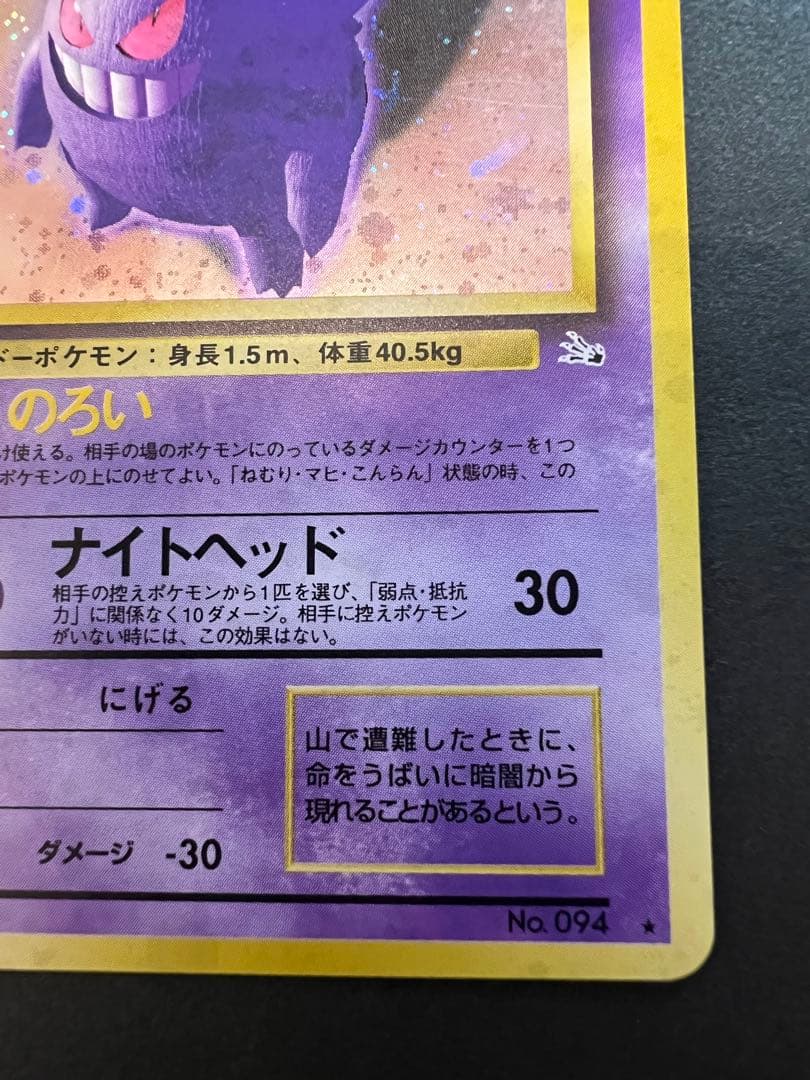 ーポケモン：身長1.5m、体重40.5kg
のろい
け使える。相手の場のポケモンにのっているダメージカウンターを1つ
ポケモンの上にのせてよい。「ねむり・マヒ・こんらん」状態の時、この
ナイトヘッド
30
相手の控えポケモンから1匹を選び、「弱点・抵抗
力」に関係なく10ダメージ。相手に控えポケモン
がいない時には、この効果はない。
にげる
山で遭難したときに、
命をうばいに暗闇から
現れることがあるという。
ダメージ -30
No. 094 ★